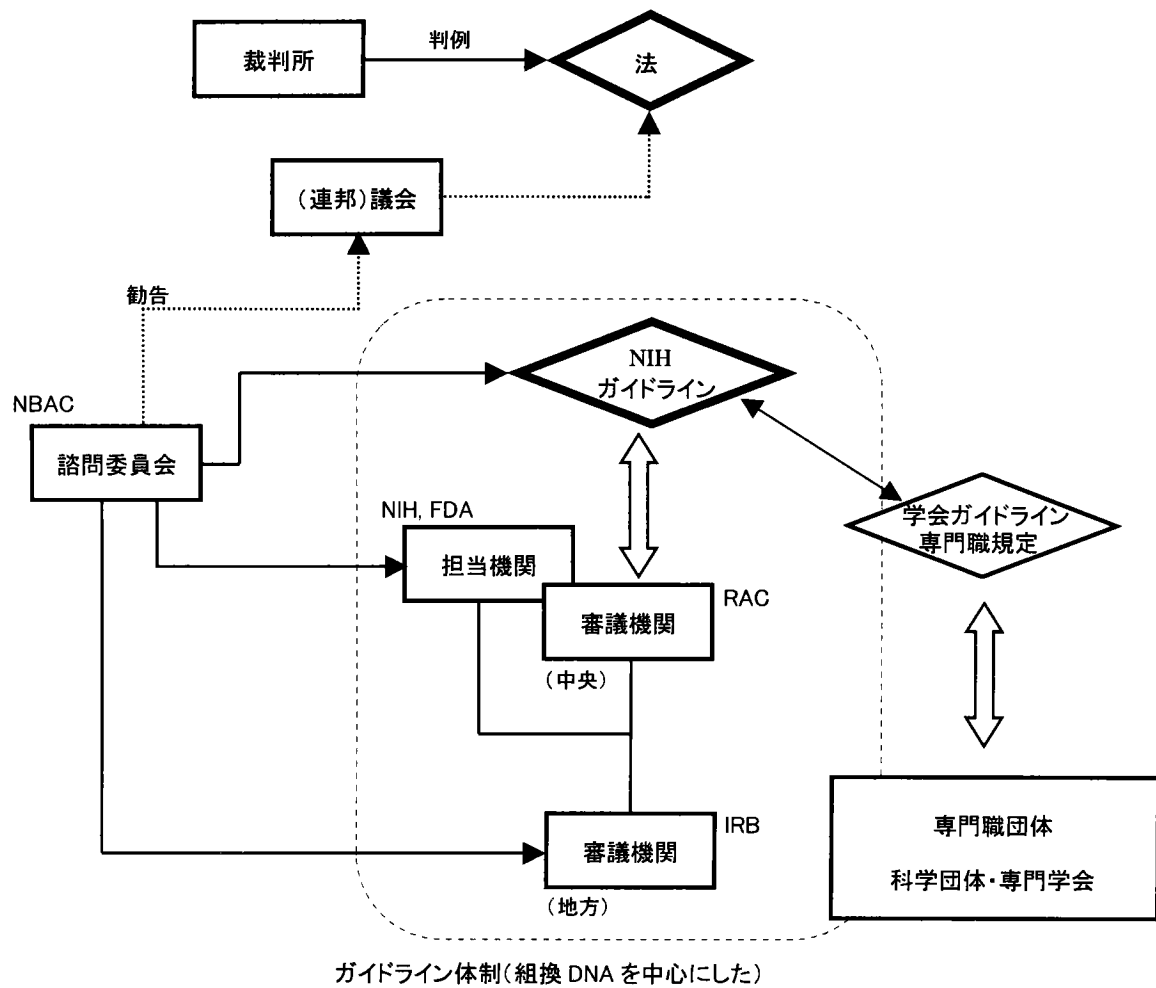 裁判所
判例
法
(連邦)議会
勧告
NIH
ガイドライン
NBAC
諮問委員会
NIH, FDA
担当機関
学会ガイドライン
専門職規定
RAC
審議機関
(中央)
IRB
審議機関
(地方)
専門職団体
科学団体・専門学会
ガイドライン体制(組換 DNA を中心にした)